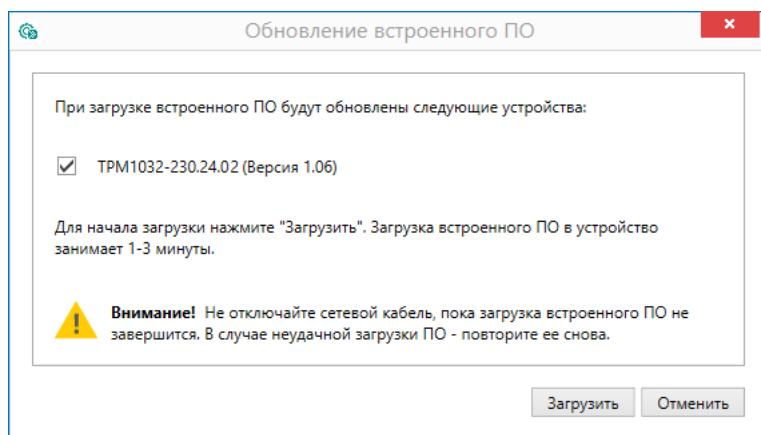 Обновление встроенного ПО
При загрузке встроенного ПО будут обновлены следующие устройства:
ТРМ1032-230.24.02 (Версия 1.06)
Для начала загрузки нажмите "Загрузить". Загрузка встроенного ПО в устройство
занимает 1-3 минуты.
Внимание! Не отключайте сетевой кабель, пока загрузка встроенного ПО не
завершится. В случае неудачной загрузки ПО - повторите ее снова.
Загрузить Отменить